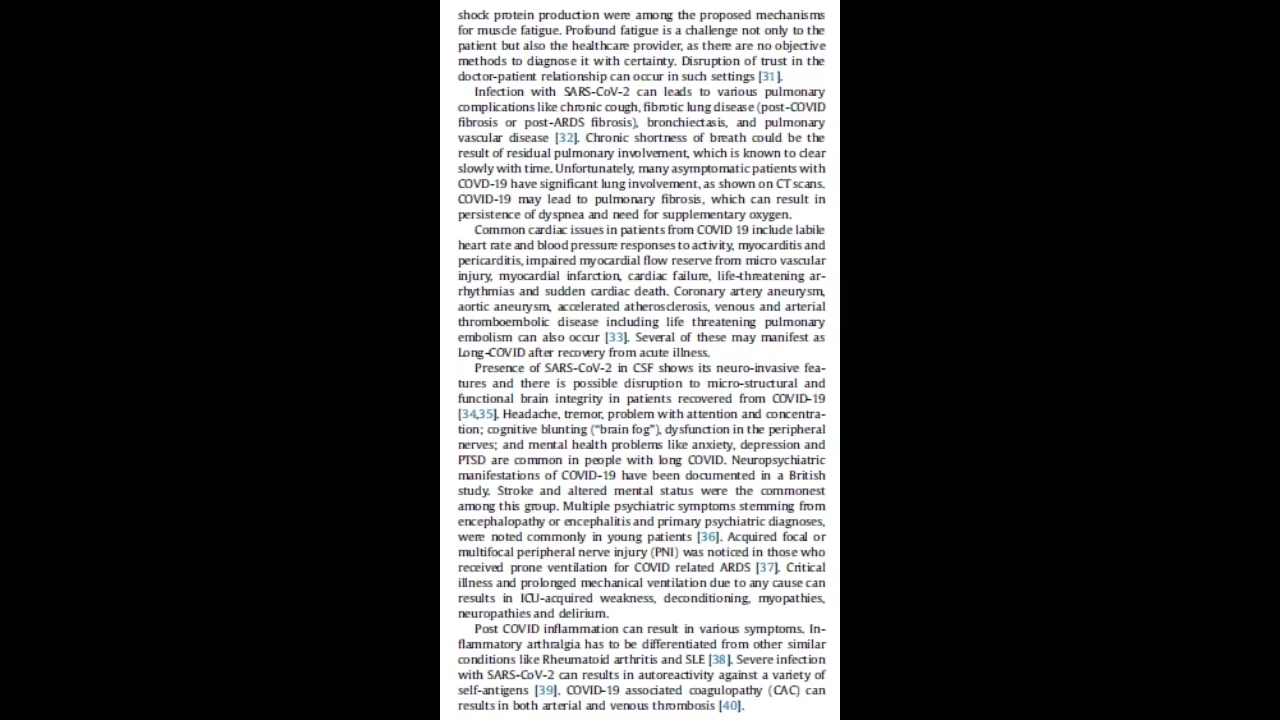 shock protein production were among the proposed mechanisms
for muscle fatigue. Profound fatigue is a challenge not only to the
patient but also the healthcare provider, as there are no objective
methods to diagnose it with certainty. Disruption of trust in the
doctor-patient relationship can occur in such settings [31].
Infection with SARS-CoV-2 can leads to various pulmonary
complications like chronic cough, fibrotic lung disease (post-COVID
fibrosis or post-ARDS fibrosis), bronchiectasis, and pulmonary
vascular disease [32]. Chronic shortness of breath could be the
result of residual pulmonary involvement, which is known to clear
slowly with time. Unfortunately, many asymptomatic patients with
COVD-19 have significant lung involvement, as shown on CT scans.
COVID-19 may lead to pulmonary fibrosis, which can result in
persistence of dyspnea and need for supplementary oxygen.
Common cardiac issues in patients from COVID 19 include labile
heart rate and blood pressure responses to activity, myocarditis and
pericarditis, impaired myocardial flow reserve from micro vascular
injury, myocardial infarction, cardiac failure, life-threatening ar-
rhythmias and sudden cardiac death. Coronary artery aneurysm,
aortic aneurysm, accelerated atherosclerosis, venous and arterial
thromboembolic disease including life threatening pulmonary
embolism can also occur [33]. Several of these may manifest as
Long-COVID after recovery from acute illness.
Presence of SARS-CoV-2 in CSF shows its neuro-invasive fea-
tures and there is possible disruption to micro-structural and
functional brain integrity in patients recovered from COVID-19
[34,35]. Headache, tremor, problem with attention and concentra-
tion; cognitive blunting ("brain fog"), dysfunction in the peripheral
nerves; and mental health problems like anxiety, depression and
PTSD are common in people with long COVID. Neuropsychiatric
manifestations of COVID-19 have been documented in a British
study. Stroke and altered mental status were the commonest
among this group. Multiple psychiatric symptoms stemming from
encephalopathy or encephalitis and primary psychiatric diagnoses,
were noted commonly in young patients [36]. Acquired focal or
multifocal peripheral nerve injury (PNI) was noticed in those who
received prone ventilation for COVID related ARDS [37]. Critical
illness and prolonged mechanical ventilation due to any cause can
results in ICU-acquired weakness, deconditioning, myopathies,
neuropathies and delirium.
Post COVID inflammation can result in various symptoms. In-
flammatory arthralgia has to be differentiated from other similar
conditions like Rheumatoid arthritis and SLE [38]. Severe infection
with SARS-CoV-2 can results in autoreactivity against a variety of
self-antigens [39]. COVID-19 associated coagulopathy (CAC) can
results in both arterial and venous thrombosis [40].